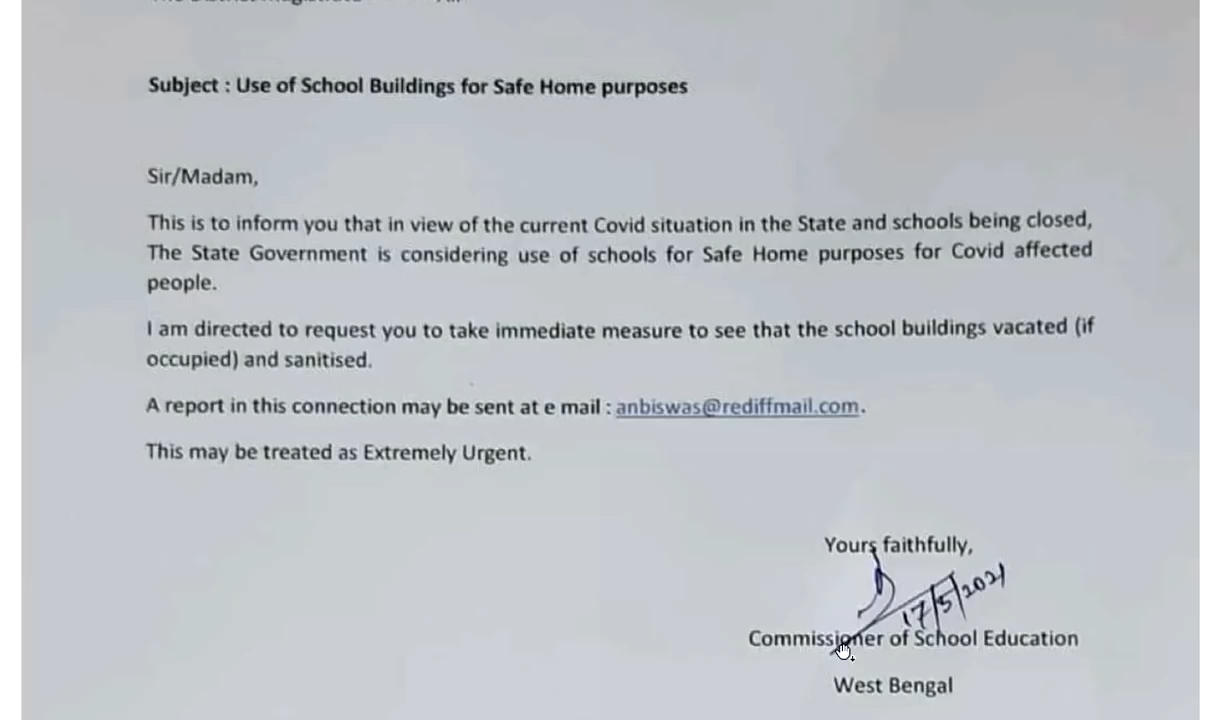 Subject : Use of School Buildings for Safe Home purposes
Sir/Madam,
This is to inform you that in view of the current Covid situation in the State and schools being closed,
The State Government is considering use of schools for Safe Home purposes for Covid affected
people.
I am directed to request you to take immediate measure to see that the school buildings vacated (if
occupied) and sanitised.
A report in this connection may be sent at e mail : anbiswas@rediffmail.com.
This may be treated as Extremely Urgent.
Yours faithfully,
17/5/2021
Commissioner of School Education
West Bengal